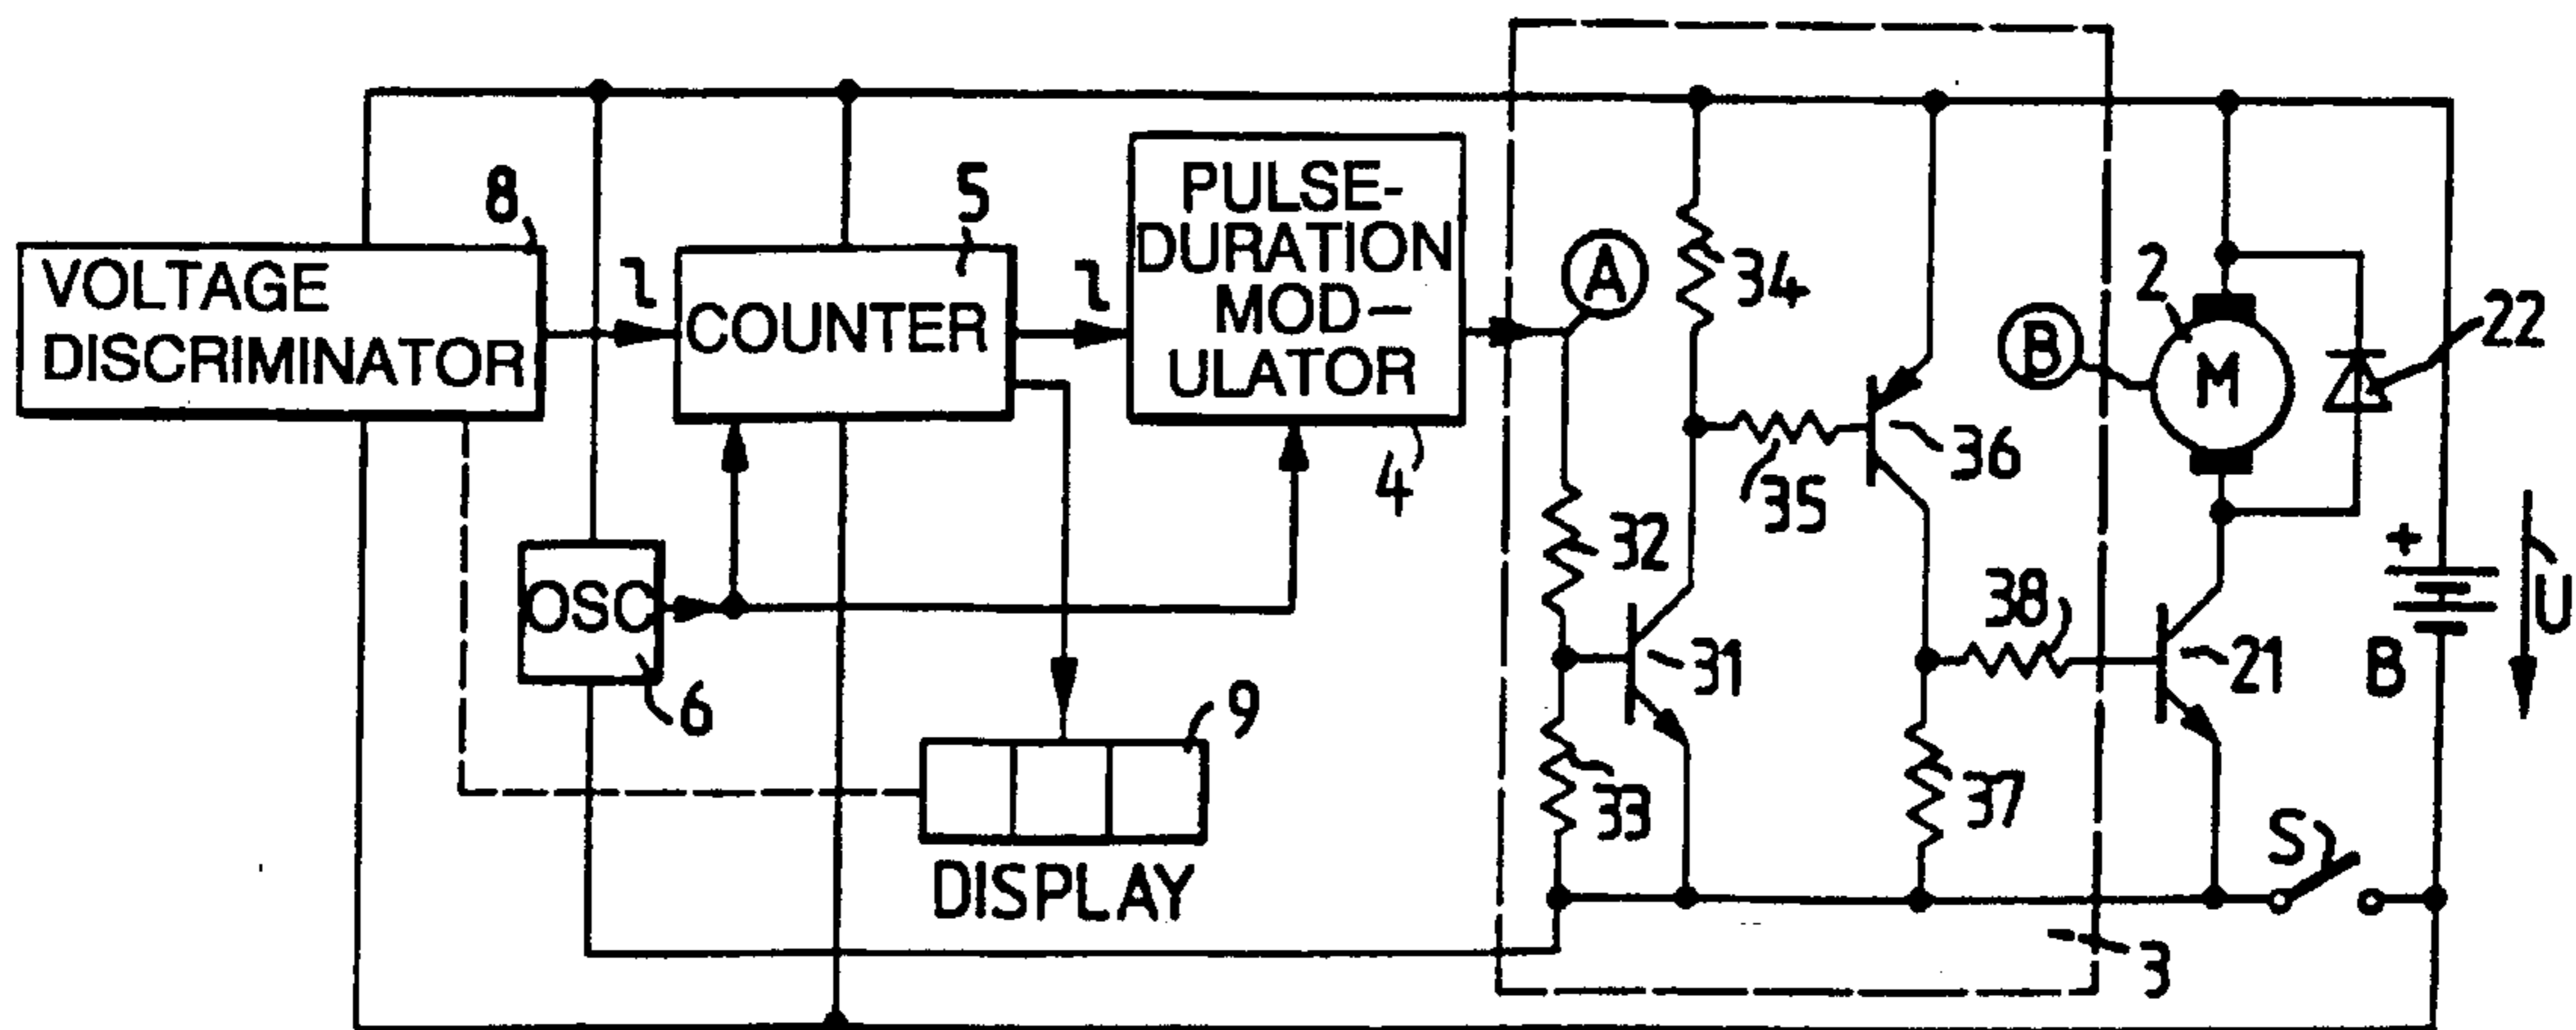 8
5
VOLTAGE
DISCRIMINATOR
COUNTER
PULSE-
DURATION
MOD–
ULATOR
4
A
34
35
36
B
2
M
22
32
31
33
37
38
21
+
B
U
S
3
OSC
6
9
DISPLAY